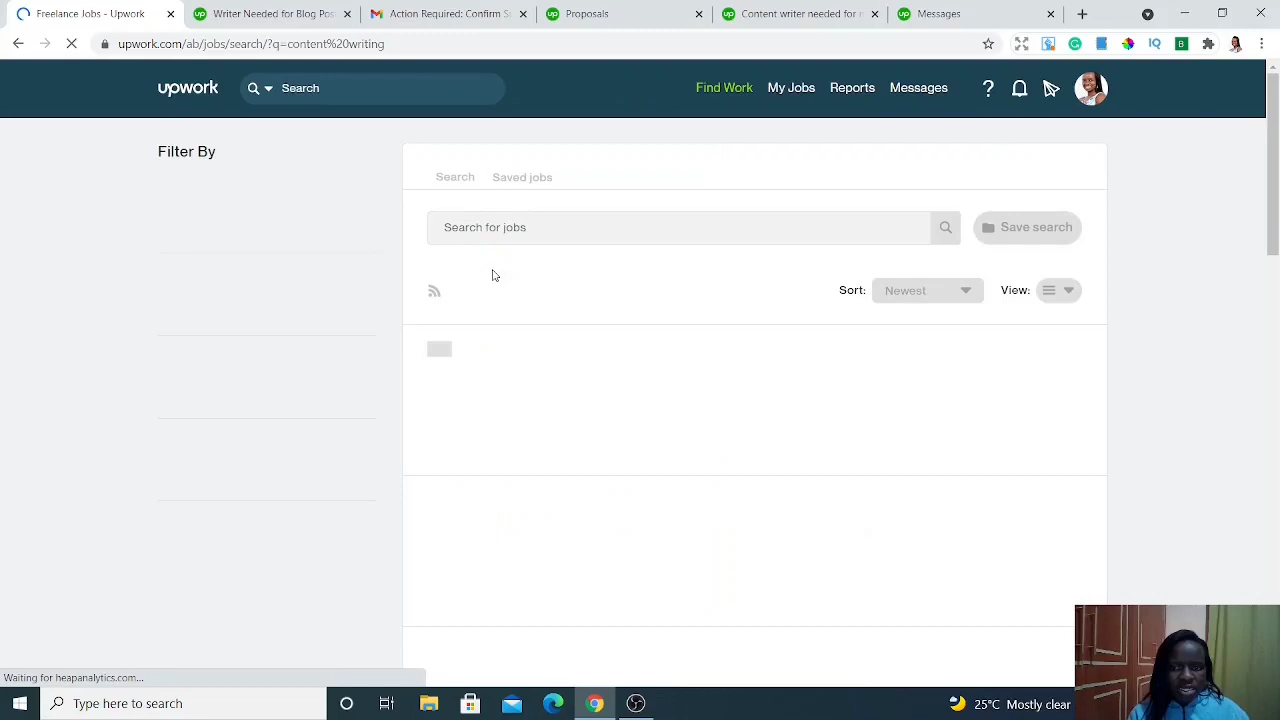 Freelance Jobs - Upwork
Writer Needed for Blog Pos
Action Required: Confirm S
Proposals
Content writer needed for n
Messages
upwork.com/ab/jobs/search/?q=content%20writing
upwork
Search
Find Work
My Jobs
Reports
Messages
Filter By
Search
Saved jobs
Search for jobs
Save search
Sort:
Newest
View:
Waiting for heapanalytics.com...
Type here to search
25°C Mostly clear